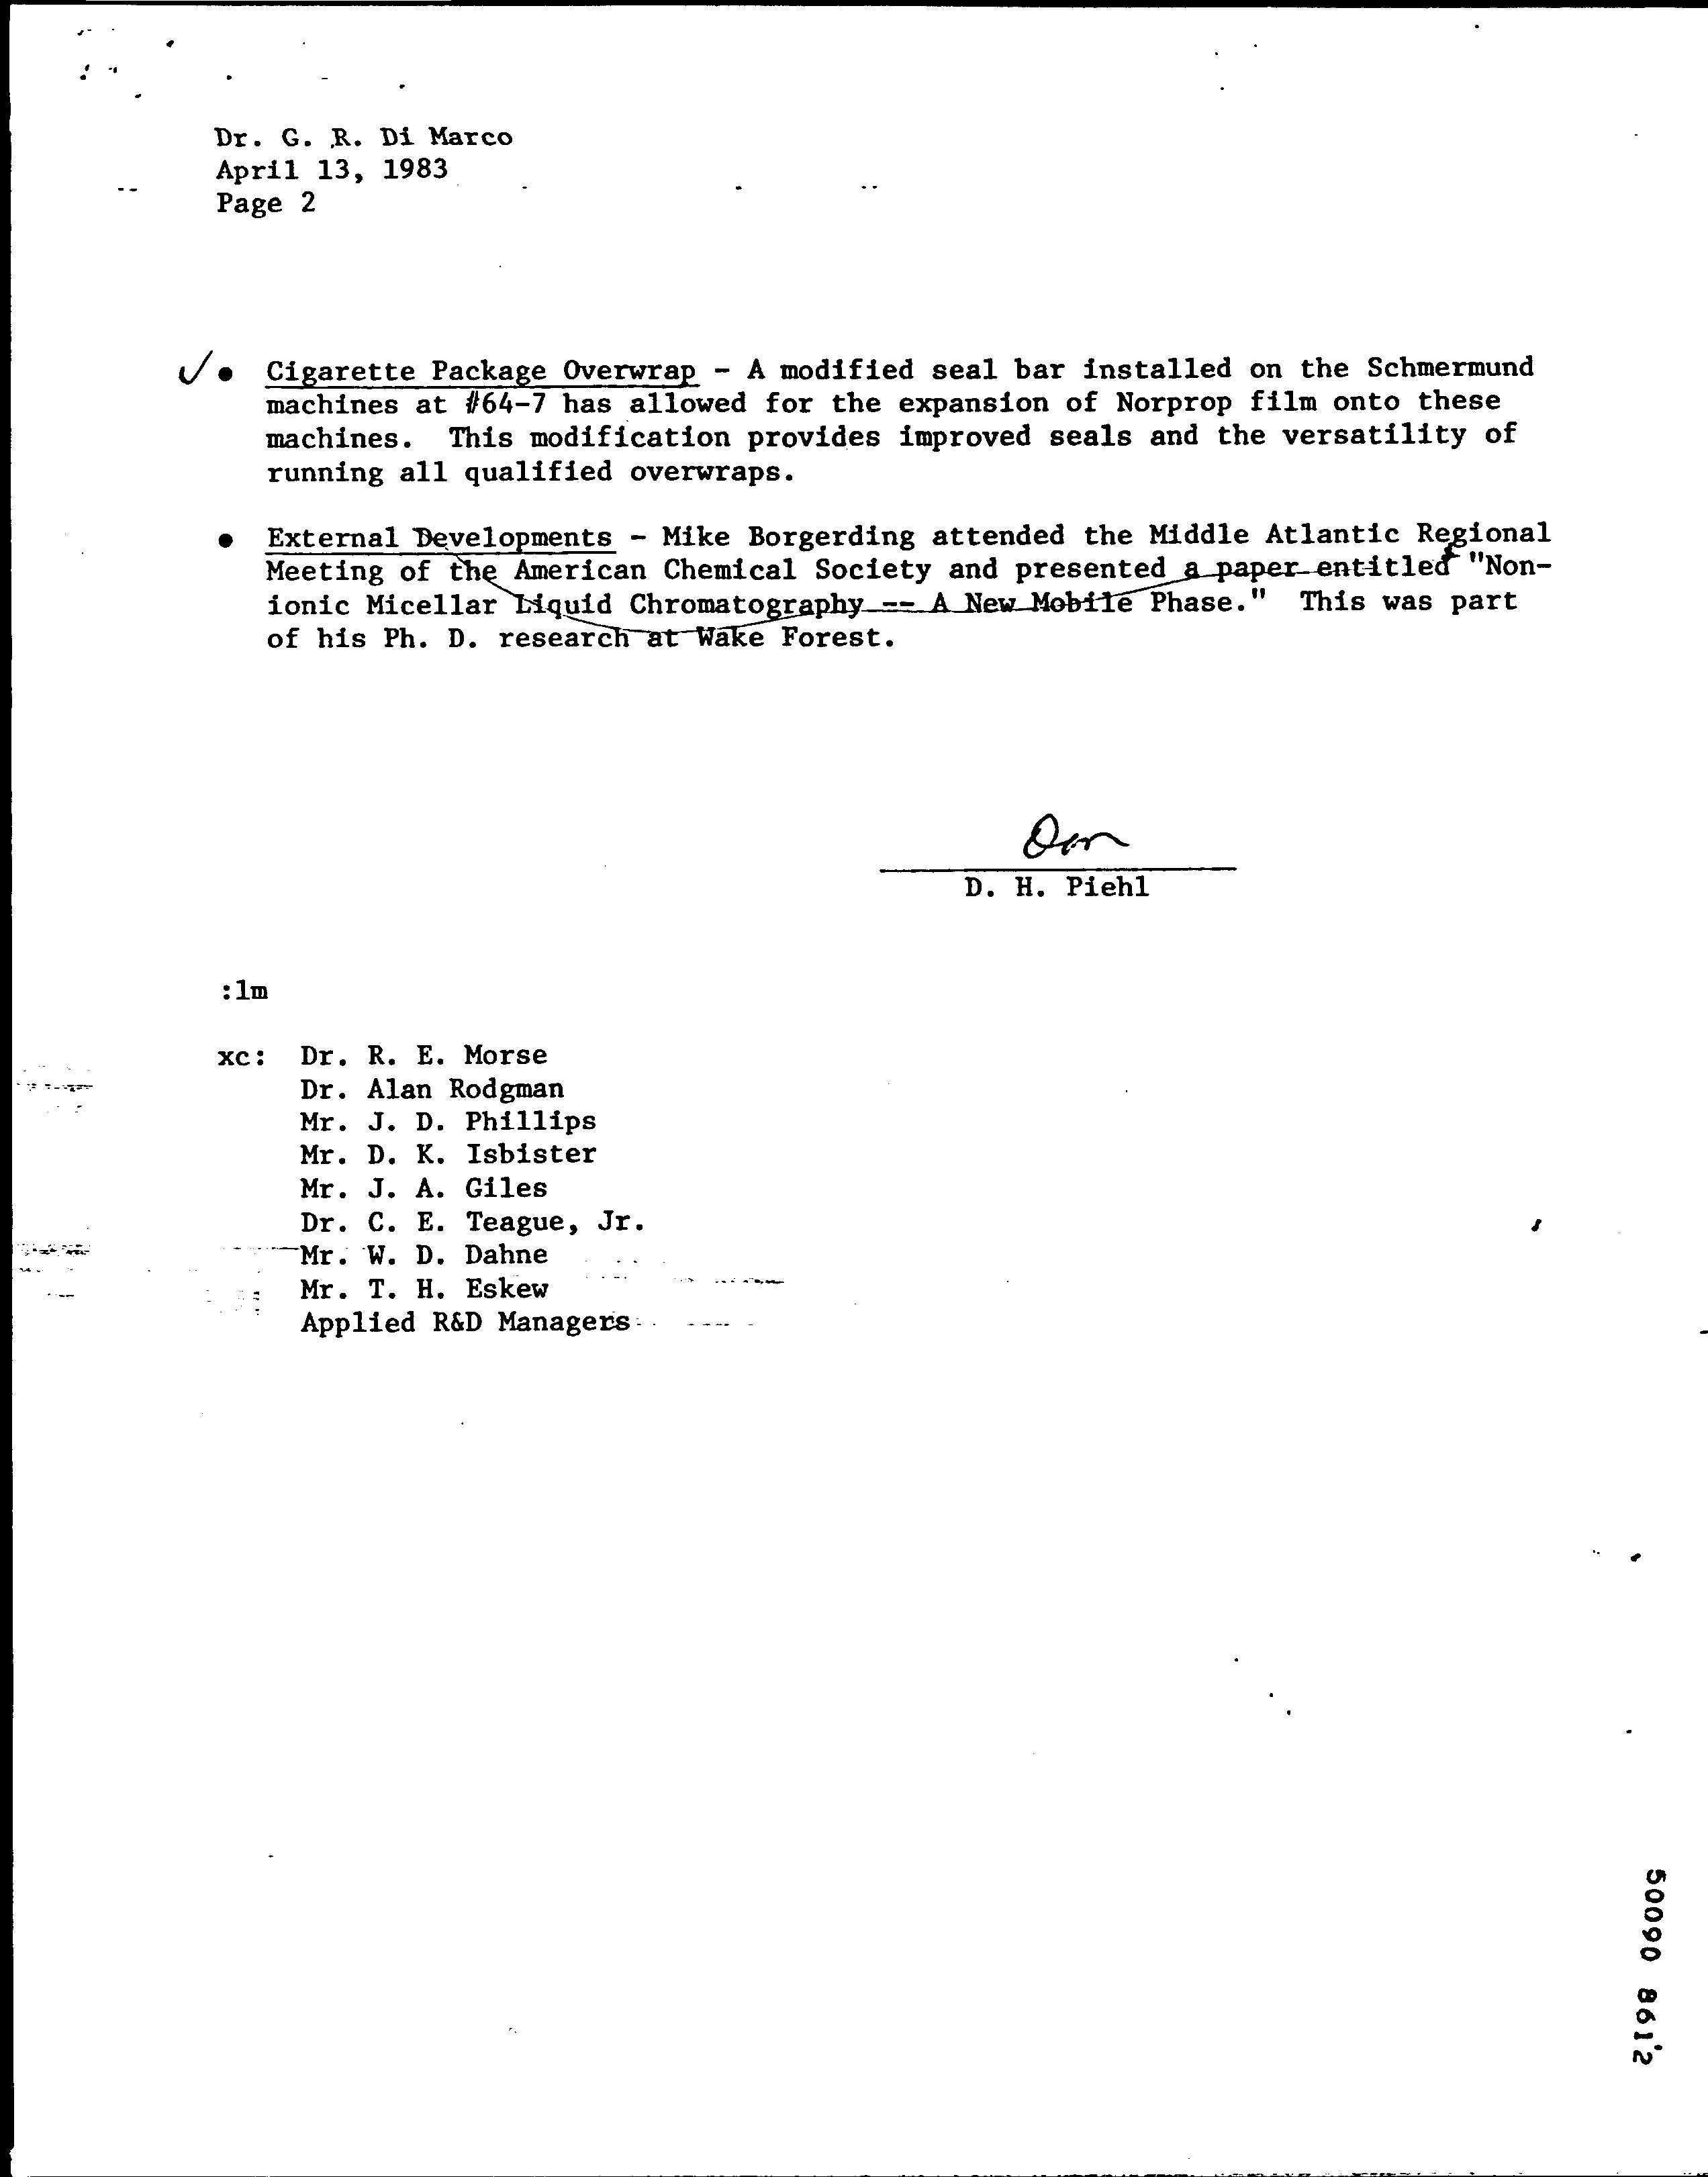 Dr. G. R. Di Marco
April 13, 1983
Page 2
✓● Cigarette Package Overwrap - A modified seal bar installed on the Schmermund
machines at #64-7 has allowed for the expansion of Norprop film onto these
machines. This modification provides improved seals and the versatility of
running all qualified overwraps.
● External Developments - Mike Borgerding attended the Middle Atlantic Regional
Meeting of the American Chemical Society and presented a paper entitled "Non-
ionic Micellar Liquid Chromatography -- A New Mobile Phase." This was part
of his Ph. D. research at Wake Forest.
Don
D. H. Piehl
:lm
xc: Dr. R. E. Morse
Dr. Alan Rodgman
Mr. J. D. Phillips
Mr. D. K. Isbister
Mr. J. A. Giles
Dr. C. E. Teague, Jr.
Mr. W. D. Dahne
Mr. T. H. Eskew
Applied R&D Managers
50090 8612